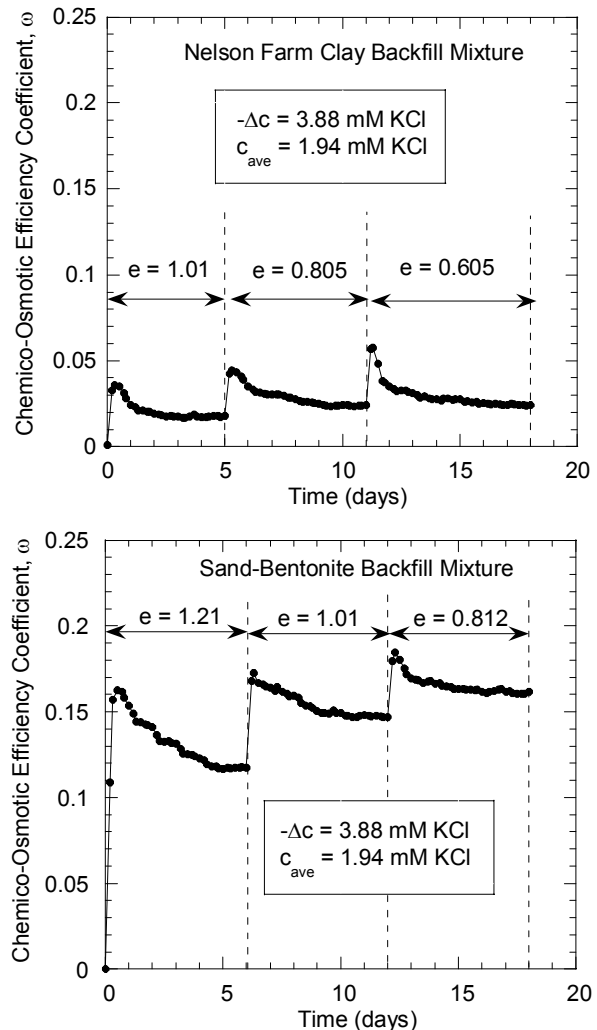 Nelson Farm Clay Backfill Mixture
-Δc = 3.88 mM KCl
c_ave = 1.94 mM KCl
e = 1.01
e = 0.805
e = 0.605
Chemico-Osmotic Efficiency Coefficient, ω
0.25
0.2
0.15
0.1
0.05
0
0 5 10 15 20
Time (days)
Sand-Bentonite Backfill Mixture
e = 1.21
e = 1.01
e = 0.812
-Δc = 3.88 mM KCl
c_ave = 1.94 mM KCl
Chemico-Osmotic Efficiency Coefficient, ω
0.25
0.2
0.15
0.1
0.05
0
0 5 10 15 20
Time (days)